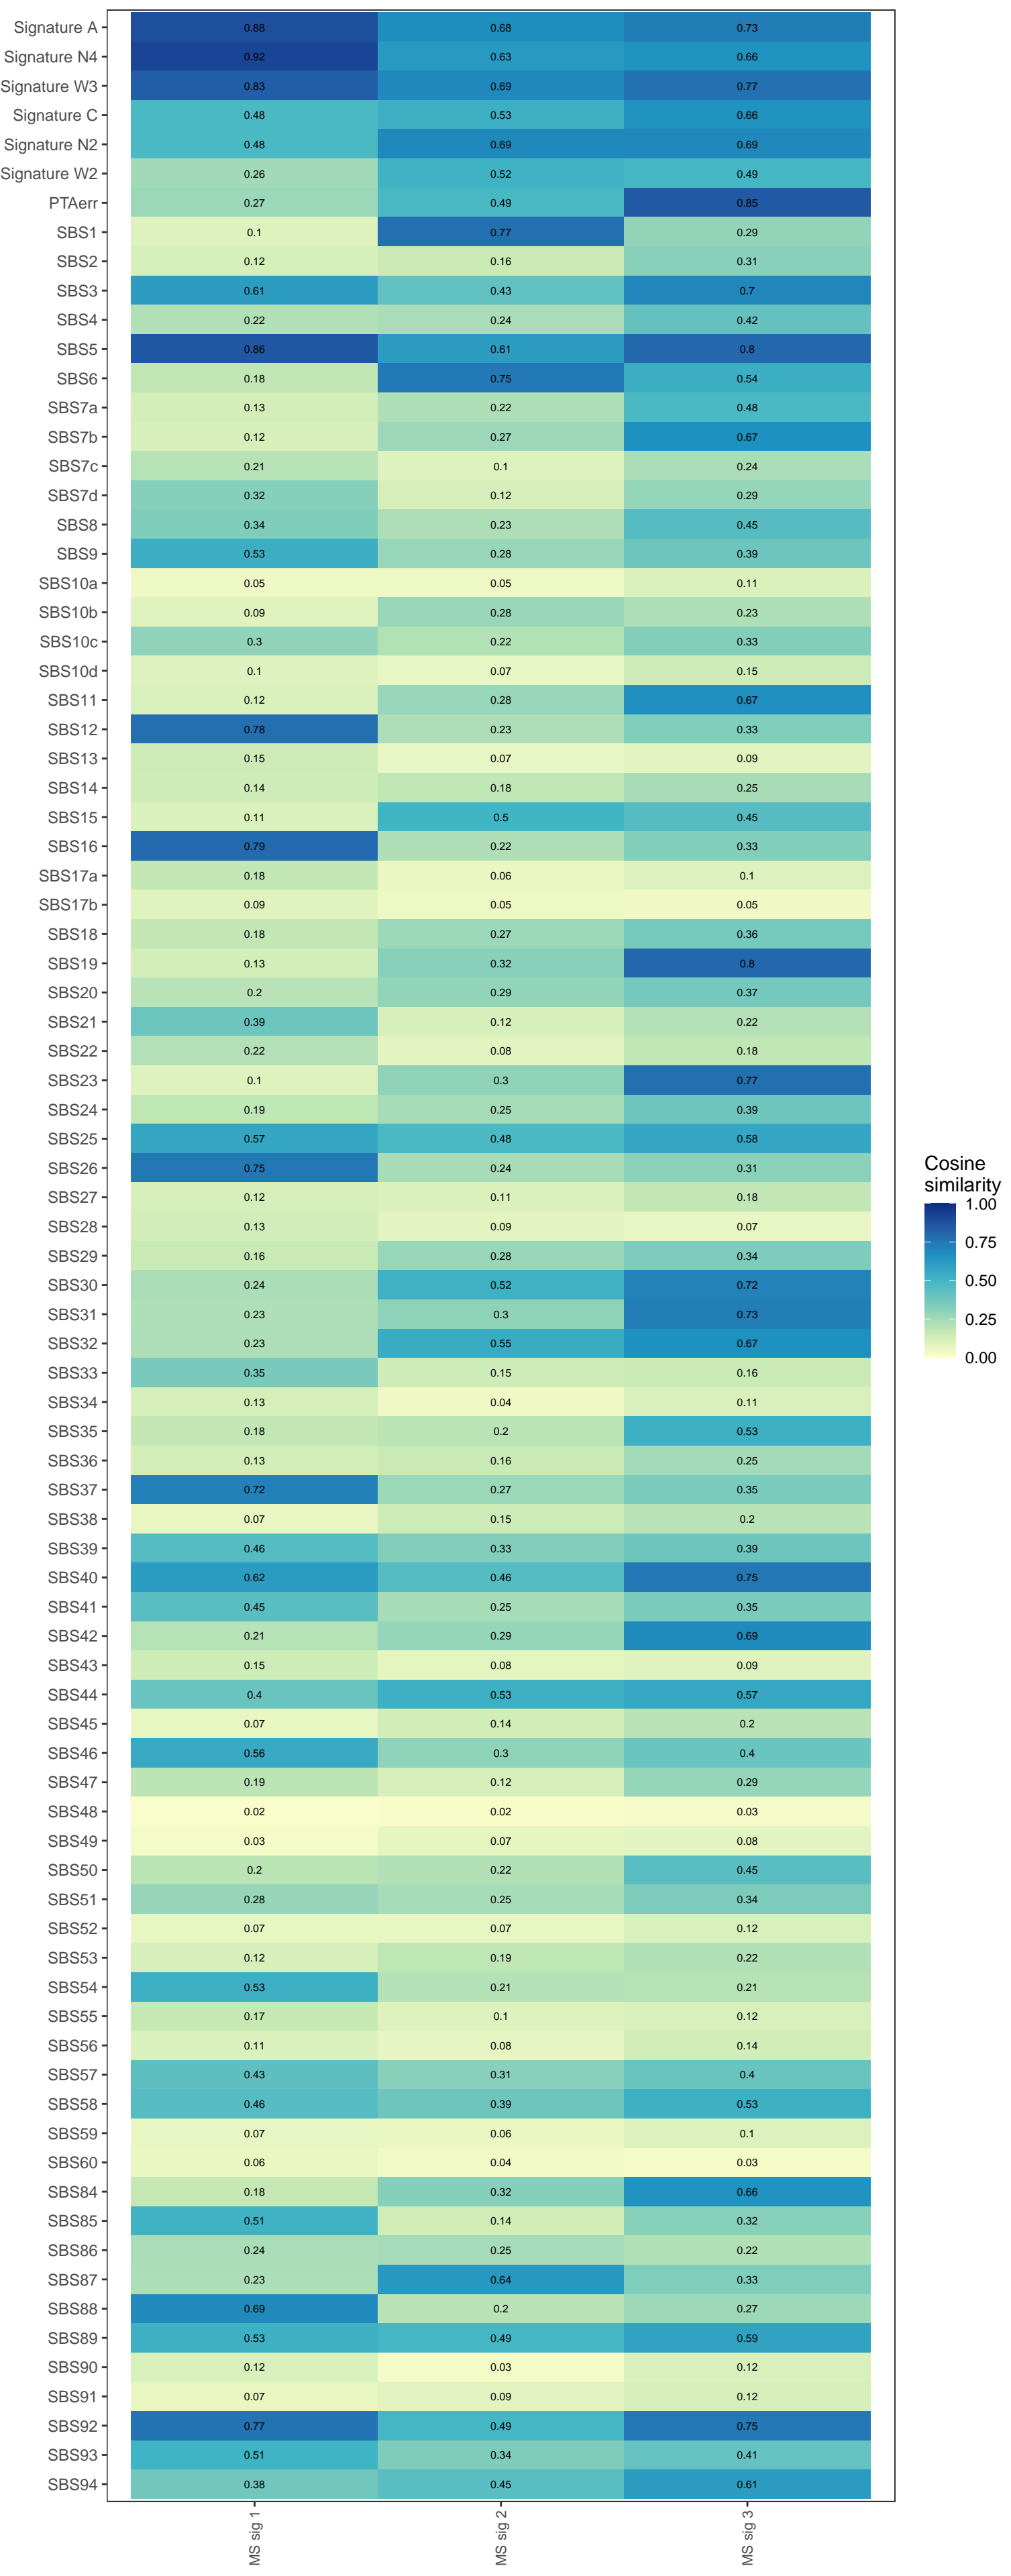 Signature A 0.88 0.68 0.73
Signature N4 0.92 0.63 0.66
Signature W3 0.83 0.69 0.77
Signature C 0.48 0.53 0.66
Signature N2 0.48 0.69 0.69
Signature W2 0.26 0.52 0.49
PTAerr 0.27 0.49 0.85
SBS1 0.1 0.77 0.29
SBS2 0.12 0.16 0.31
SBS3 0.61 0.43 0.7
SBS4 0.22 0.24 0.42
SBS5 0.86 0.61 0.8
SBS6 0.18 0.75 0.54
SBS7a 0.13 0.22 0.48
SBS7b 0.12 0.27 0.67
SBS7c 0.21 0.1 0.24
SBS7d 0.32 0.12 0.29
SBS8 0.34 0.23 0.45
SBS9 0.53 0.28 0.39
SBS10a 0.05 0.05 0.11
SBS10b 0.09 0.28 0.23
SBS10c 0.3 0.22 0.33
SBS10d 0.1 0.07 0.15
SBS11 0.12 0.28 0.67
SBS12 0.78 0.23 0.33
SBS13 0.15 0.07 0.09
SBS14 0.14 0.18 0.25
SBS15 0.11 0.5 0.45
SBS16 0.79 0.22 0.33
SBS17a 0.18 0.06 0.1
SBS17b 0.09 0.05 0.05
SBS18 0.18 0.27 0.36
SBS19 0.13 0.32 0.8
SBS20 0.2 0.29 0.37
SBS21 0.39 0.12 0.22
SBS22 0.22 0.08 0.18
SBS23 0.1 0.3 0.77
SBS24 0.19 0.25 0.39
SBS25 0.57 0.48 0.58
SBS26 0.75 0.24 0.31
SBS27 0.12 0.11 0.18
SBS28 0.13 0.09 0.07
SBS29 0.16 0.28 0.34
SBS30 0.24 0.52 0.72
SBS31 0.23 0.3 0.73
SBS32 0.23 0.55 0.67
SBS33 0.35 0.15 0.16
SBS34 0.13 0.04 0.11
SBS35 0.18 0.2 0.53
SBS36 0.13 0.16 0.25
SBS37 0.72 0.27 0.35
SBS38 0.07 0.15 0.2
SBS39 0.46 0.33 0.39
SBS40 0.62 0.46 0.75
SBS41 0.45 0.25 0.35
SBS42 0.21 0.29 0.69
SBS43 0.15 0.08 0.09
SBS44 0.4 0.53 0.57
SBS45 0.07 0.14 0.2
SBS46 0.56 0.3 0.4
SBS47 0.19 0.12 0.29
SBS48 0.02 0.02 0.03
SBS49 0.03 0.07 0.08
SBS50 0.2 0.22 0.45
SBS51 0.28 0.25 0.34
SBS52 0.07 0.07 0.12
SBS53 0.12 0.19 0.22
SBS54 0.53 0.21 0.21
SBS55 0.17 0.1 0.12
SBS56 0.11 0.08 0.14
SBS57 0.43 0.31 0.4
SBS58 0.46 0.39 0.53
SBS59 0.07 0.06 0.1
SBS60 0.06 0.04 0.03
SBS84 0.18 0.32 0.66
SBS85 0.51 0.14 0.32
SBS86 0.24 0.25 0.22
SBS87 0.23 0.64 0.33
SBS88 0.69 0.2 0.27
SBS89 0.53 0.49 0.59
SBS90 0.12 0.03 0.12
SBS91 0.07 0.09 0.12
SBS92 0.77 0.49 0.75
SBS93 0.51 0.34 0.41
SBS94 0.38 0.45 0.61
MS sig 1
MS sig 2
MS sig 3
Cosine
similarity
1.00
0.75
0.50
0.25
0.00